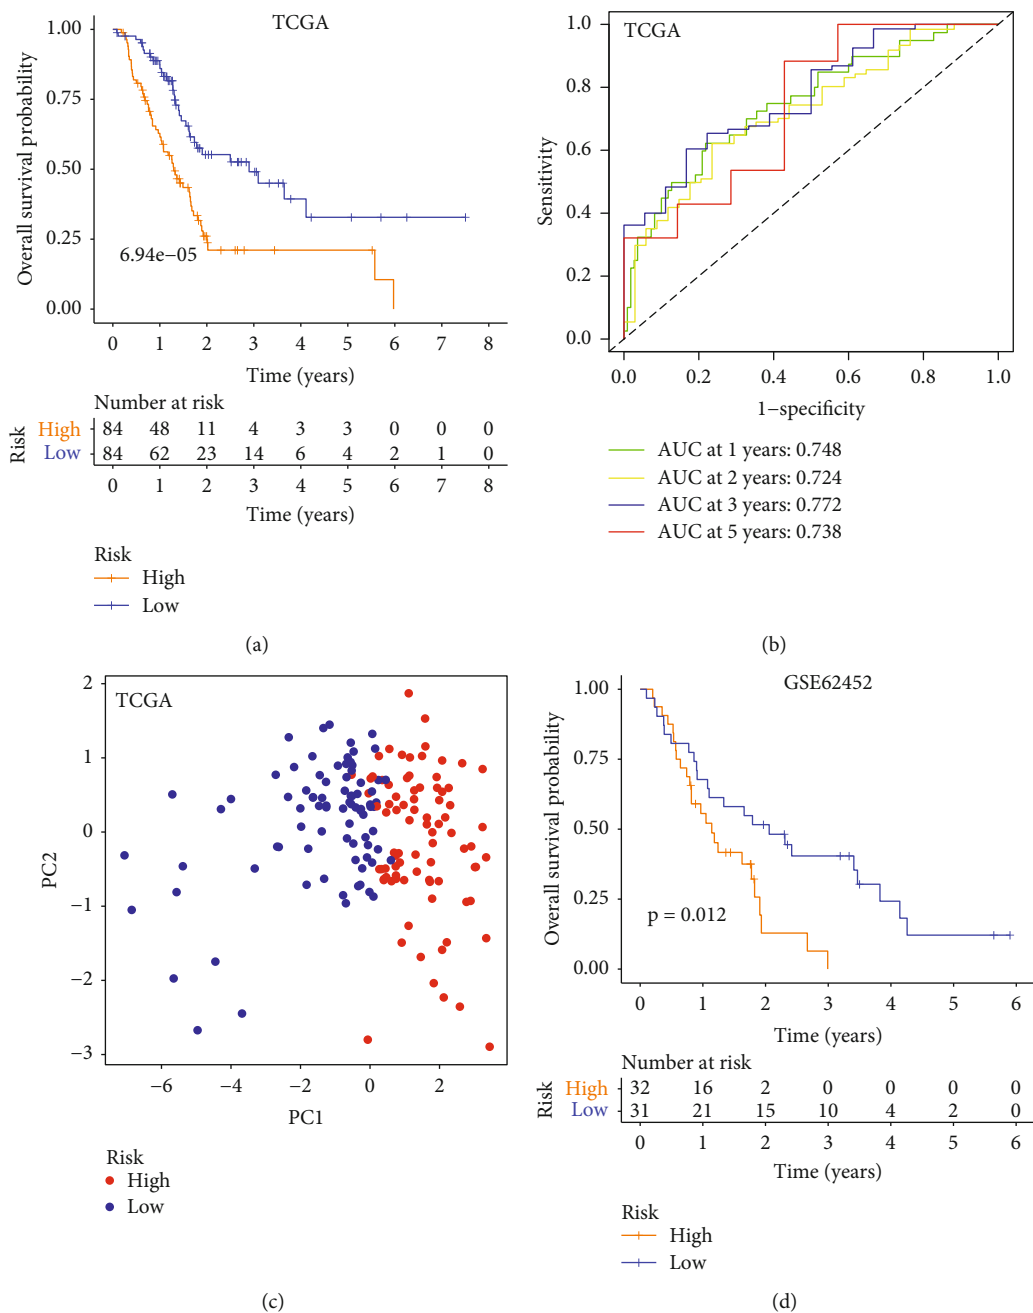 TCGA
Overall survival probability
1.00
0.75
0.50
0.25
0.00
6.94e−05
0 1 2 3 4 5 6 7 8
Time (years)
Number at risk
Risk
High 84 48 11 4 3 3 0 0 0
Low 84 62 23 14 6 4 2 1 0
0 1 2 3 4 5 6 7 8
Time (years)
Risk
High
Low
(a)
TCGA
Sensitivity
1.0
0.8
0.6
0.4
0.2
0.0
0.0 0.2 0.4 0.6 0.8 1.0
1−specificity
AUC at 1 years: 0.748
AUC at 2 years: 0.724
AUC at 3 years: 0.772
AUC at 5 years: 0.738
(b)
TCGA
PC2
2
1
0
−1
−2
−3
−6 −4 −2 0 2
PC1
Risk
High
Low
(c)
GSE62452
Overall survival probability
1.00
0.75
0.50
0.25
0.00
p = 0.012
0 1 2 3 4 5 6
Time (years)
Number at risk
Risk
High 32 16 2 0 0 0 0
Low 31 21 15 10 4 2 0
0 1 2 3 4 5 6
Time (years)
Risk
High
Low
(d)